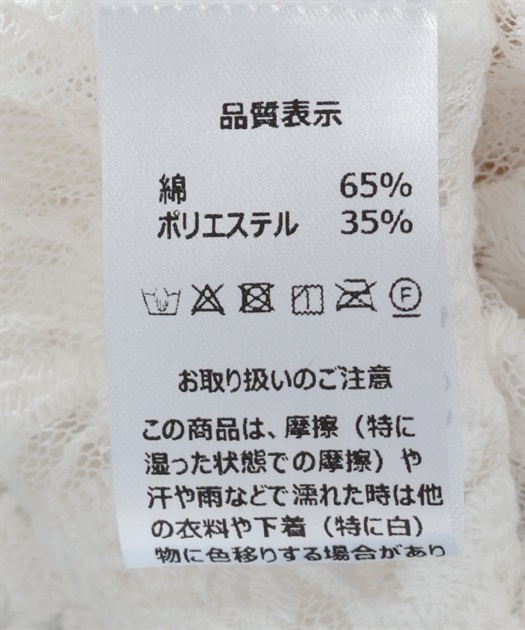 品質表示
綿 65%
ポリエステル 35%
F
お取り扱いのご注意
この商品は、摩擦（特に
湿った状態での摩擦）や
汗や雨などで濡れた時は他
の衣料や下着（特に白）
物に色移りする場合があり